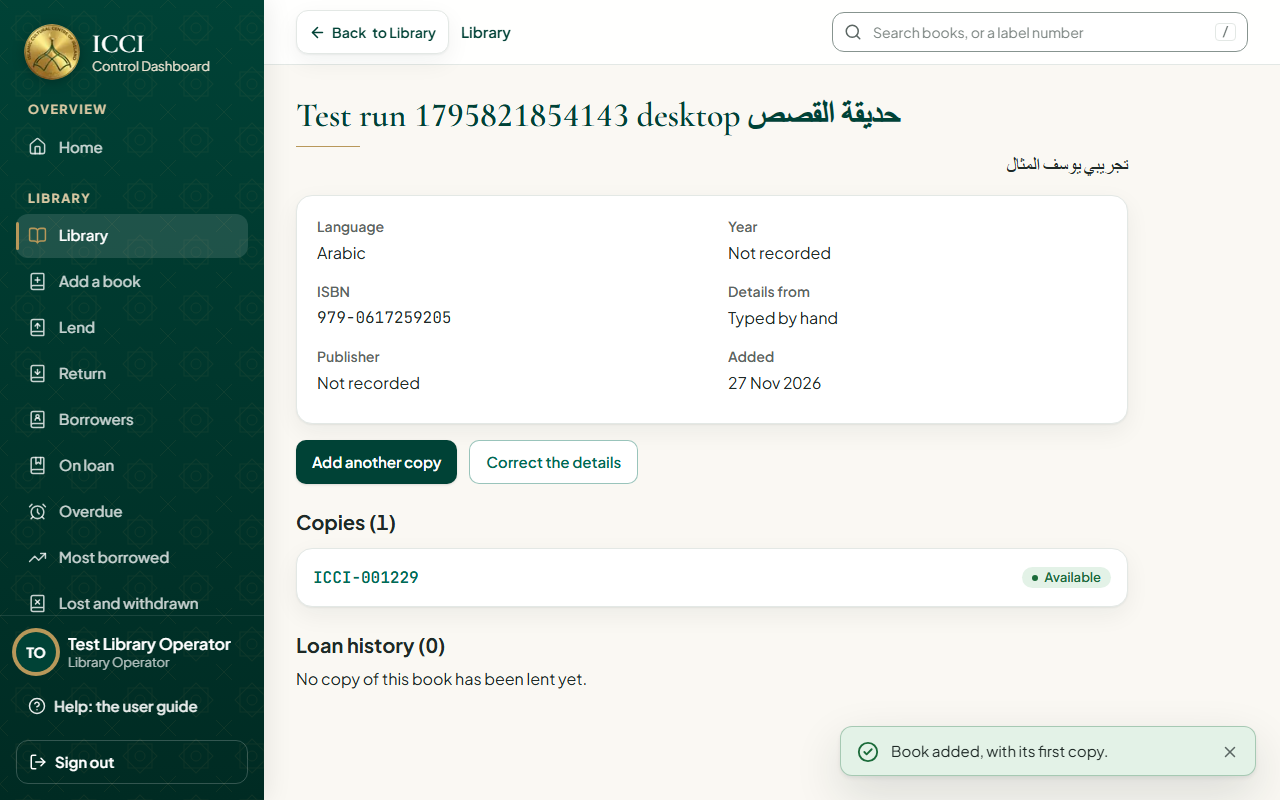 ICCI
Control Dashboard
OVERVIEW
Home
LIBRARY
Library
Add a book
Lend
Return
Borrowers
On loan
Overdue
Most borrowed
Lost and withdrawn
TO
Test Library Operator
Library Operator
Help: the user guide
Sign out
Back to Library
Library
Search books, or a label number
/
Test run 1795821854143 desktop حديقة القصص
تجريبي يوسف المثال
Language
Arabic
Year
Not recorded
ISBN
979-0617259205
Details from
Typed by hand
Publisher
Not recorded
Added
27 Nov 2026
Add another copy
Correct the details
Copies (1)
ICCI-001229
Available
Loan history (0)
No copy of this book has been lent yet.
Book added, with its first copy.